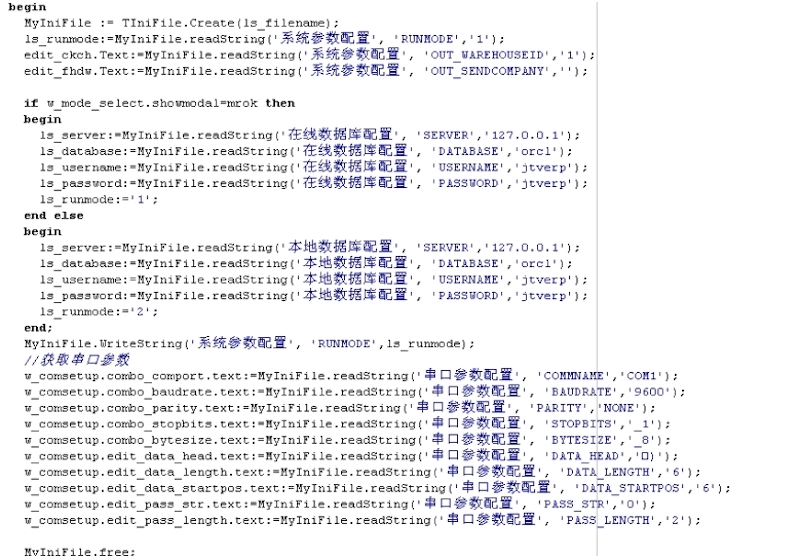 begin
MyIniFile := TIniFile.Create(ls_filename);
ls_runmode:=MyIniFile.readString('系统参数配置', 'RUNMODE','1');
edit_ckch.Text:=MyIniFile.readString('系统参数配置', 'OUT_WAREHOUSEID','1');
edit_fhdw.Text:=MyIniFile.readString('系统参数配置', 'OUT_SENDCOMPANY','');
if w_mode_select.showmodal=mrok then
begin
ls_server:=MyIniFile.readString('在线数据库配置', 'SERVER','127.0.0.1');
ls_database:=MyIniFile.readString('在线数据库配置', 'DATABASE','orcl');
ls_username:=MyIniFile.readString('在线数据库配置', 'USERNAME','jtverp');
ls_password:=MyIniFile.readString('在线数据库配置', 'PASSWORD','jtverp');
ls_runmode:='1';
end else
begin
ls_server:=MyIniFile.readString('本地数据库配置', 'SERVER','127.0.0.1');
ls_database:=MyIniFile.readString('本地数据库配置', 'DATABASE','orcl');
ls_username:=MyIniFile.readString('本地数据库配置', 'USERNAME','jtverp');
ls_password:=MyIniFile.readString('本地数据库配置', 'PASSWORD','jtverp');
ls_runmode:='2';
end;
MyIniFile.WriteString('系统参数配置', 'RUNMODE',ls_runmode);
//获取串口参数
w_comsetup.combo_comport.text:=MyIniFile.readString('串口参数配置', 'COMMNAME','COM1');
w_comsetup.combo_baudrate.text:=MyIniFile.readString('串口参数配置', 'BAUDRATE','9600');
w_comsetup.combo_parity.text:=MyIniFile.readString('串口参数配置', 'PARITY','NONE');
w_comsetup.combo_stopbits.text:=MyIniFile.readString('串口参数配置', 'STOPBITS','_1');
w_comsetup.combo_bytesize.text:=MyIniFile.readString('串口参数配置', 'BYTESIZE','_8');
w_comsetup.edit_data_head.text:=MyIniFile.readString('串口参数配置', 'DATA_HEAD','□');
w_comsetup.edit_data_length.text:=MyIniFile.readString('串口参数配置', 'DATA_LENGTH','6');
w_comsetup.edit_data_startpos.text:=MyIniFile.readString('串口参数配置', 'DATA_STARTPOS','6');
w_comsetup.edit_pass_str.text:=MyIniFile.readString('串口参数配置', 'PASS_STR','0');
w_comsetup.edit_pass_length.text:=MyIniFile.readString('串口参数配置', 'PASS_LENGTH','2');
MyIniFile.free;